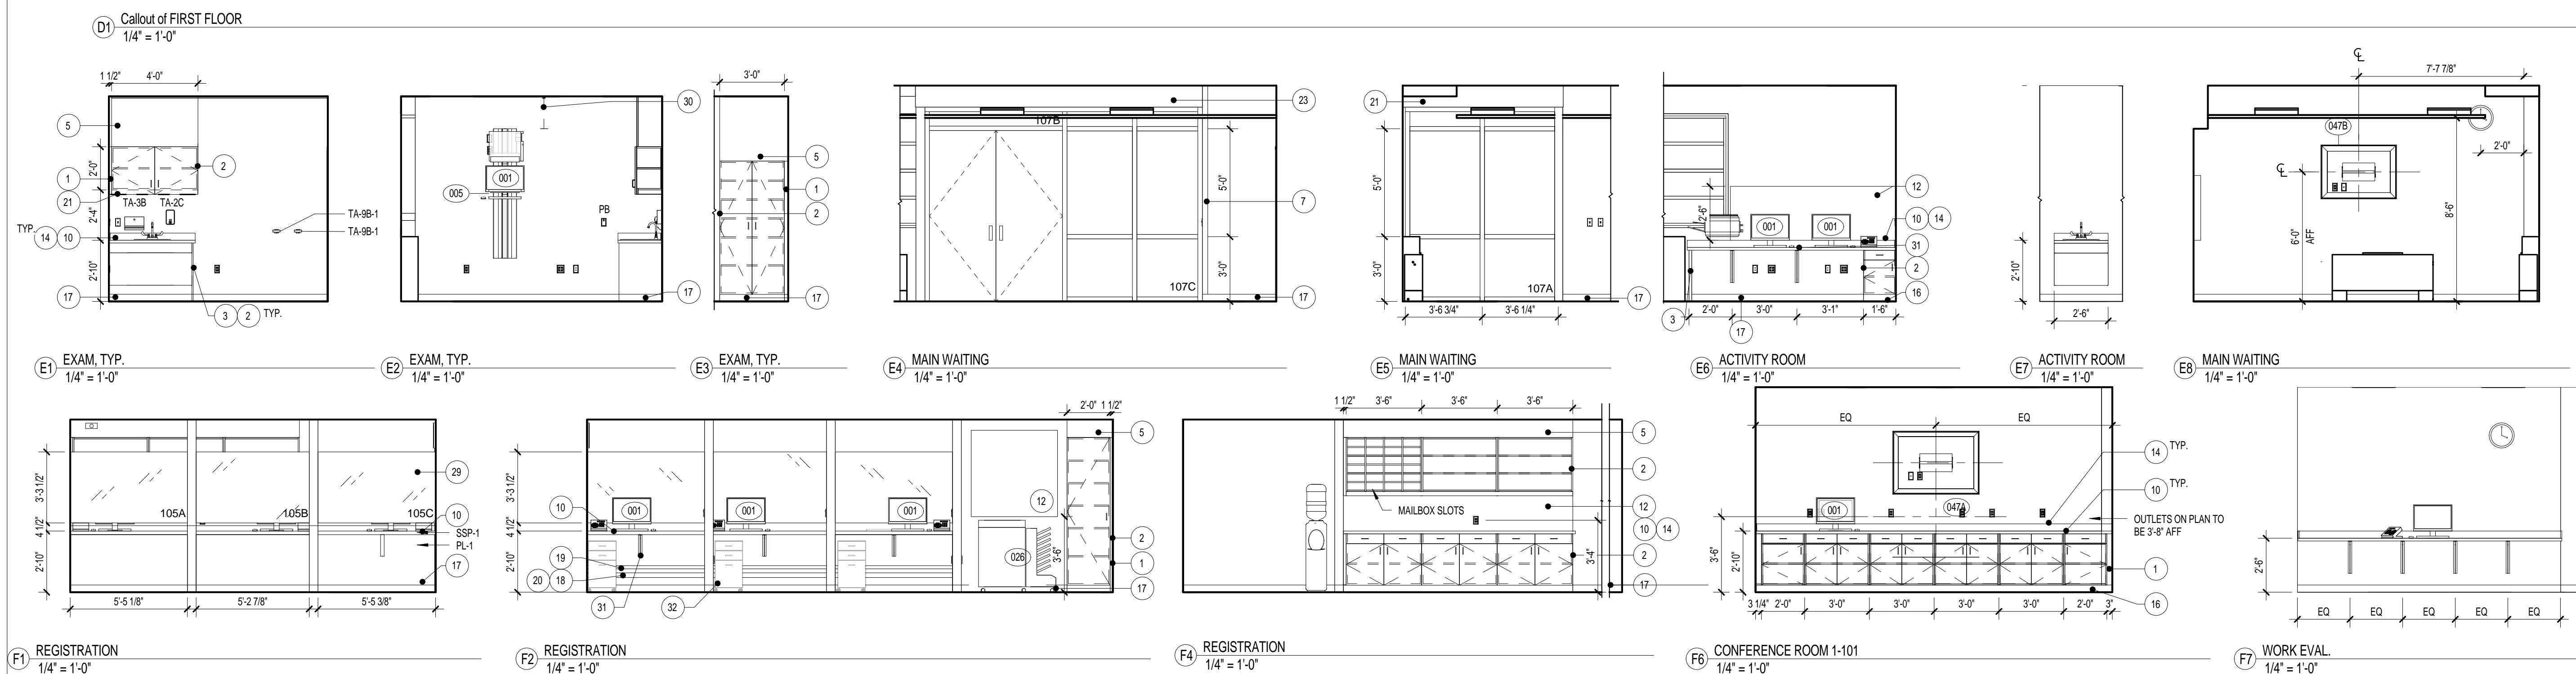 D1 Callout of FIRST FLOOR
1/4" = 1'-0"
1 1/2" 4'-0"
5
2'-0"
2
1
21
TA-3B TA-2C
2'-4"
TYP. 14 10
TA-9B-1
TA-9B-1
2'-10"
17
3 2 TYP.
E1 EXAM, TYP.
1/4" = 1'-0"
30
001
005
PB
17
E2 EXAM, TYP.
1/4" = 1'-0"
3'-0"
5
1
2
17
E3 EXAM, TYP.
1/4" = 1'-0"
23
107B
5'-0"
7
3'-0"
107C
17
E4 MAIN WAITING
1/4" = 1'-0"
21
5'-0"
3'-0"
107A
17
3'-6 3/4" 3'-6 1/4"
E5 MAIN WAITING
1/4" = 1'-0"
12
2'-6"
001 001
10 14
31
2
16
3
2'-0" 3'-0" 3'-1" 1'-6"
17
E6 ACTIVITY ROOM
1/4" = 1'-0"
2'-10"
2'-6"
E7 ACTIVITY ROOM
1/4" = 1'-0"
7'-7 7/8"
047B
2'-0"
6'-0"
AFF
8'-6"
E8 MAIN WAITING
1/4" = 1'-0"
3'-3 1/2"
29
105A 105B 105C
10
4 1/2"
SSP-1
PL-1
2'-10"
17
5'-5 1/8" 5'-2 7/8" 5'-5 3/8"
F1 REGISTRATION
1/4" = 1'-0"
2'-0" 1 1/2"
5
3'-3 1/2"
10
001 001 001
12
4 1/2"
2'-10"
19
20 18
026
3'-6"
2
1
17
31 32
F2 REGISTRATION
1/4" = 1'-0"
1 1/2" 3'-6" 3'-6" 3'-6"
5
2
MAILBOX SLOTS
12
10 14
3'-4"
2
17
F4 REGISTRATION
1/4" = 1'-0"
EQ EQ
14 TYP.
10 TYP.
001
047A
OUTLETS ON PLAN TO
BE 3'-8" AFF
3'-6"
2'-10"
1
16
3 1/4" 2'-0" 3'-0" 3'-0" 3'-0" 3'-0" 2'-0" 3"
F6 CONFERENCE ROOM 1-101
1/4" = 1'-0"
2'-6"
EQ EQ EQ EQ EQ
F7 WORK EVAL.
1/4" = 1'-0"